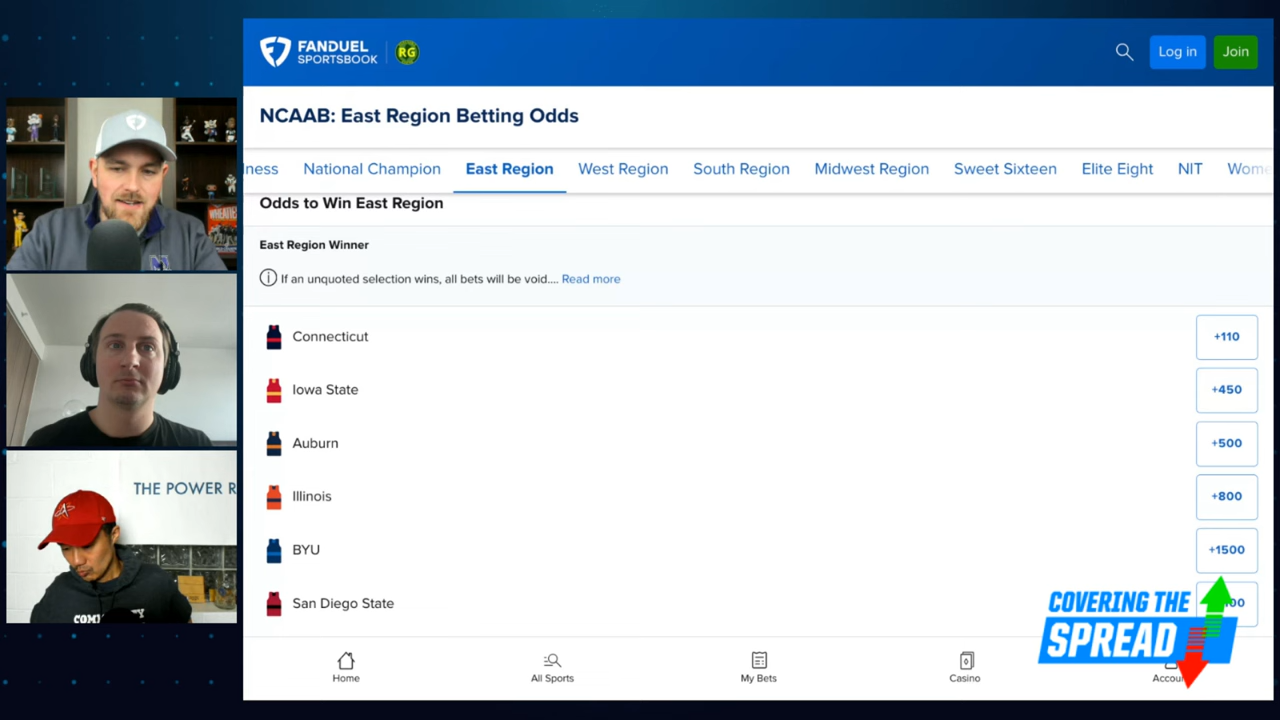 FANDUEL
SPORTSBOOK
RG
Log in
Join
NCAAB: East Region Betting Odds
National Champion
East Region
West Region
South Region
Midwest Region
Sweet Sixteen
Elite Eight
NIT
Odds to Win East Region
East Region Winner
If an unquoted selection wins, all bets will be void.... Read more
Connecticut
+110
Iowa State
+450
Auburn
+500
Illinois
+800
BYU
+1500
San Diego State
COVERING THE
SPREAD
Home
All Sports
My Bets
Casino
THE POWER R